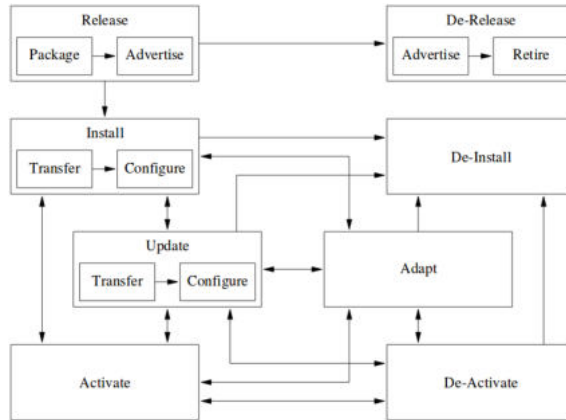 Release
De-Release
Package
Advertise
Advertise
Retire
Install
De-Install
Transfer
Configure
Update
Adapt
Transfer
Configure
Activate
De-Activate